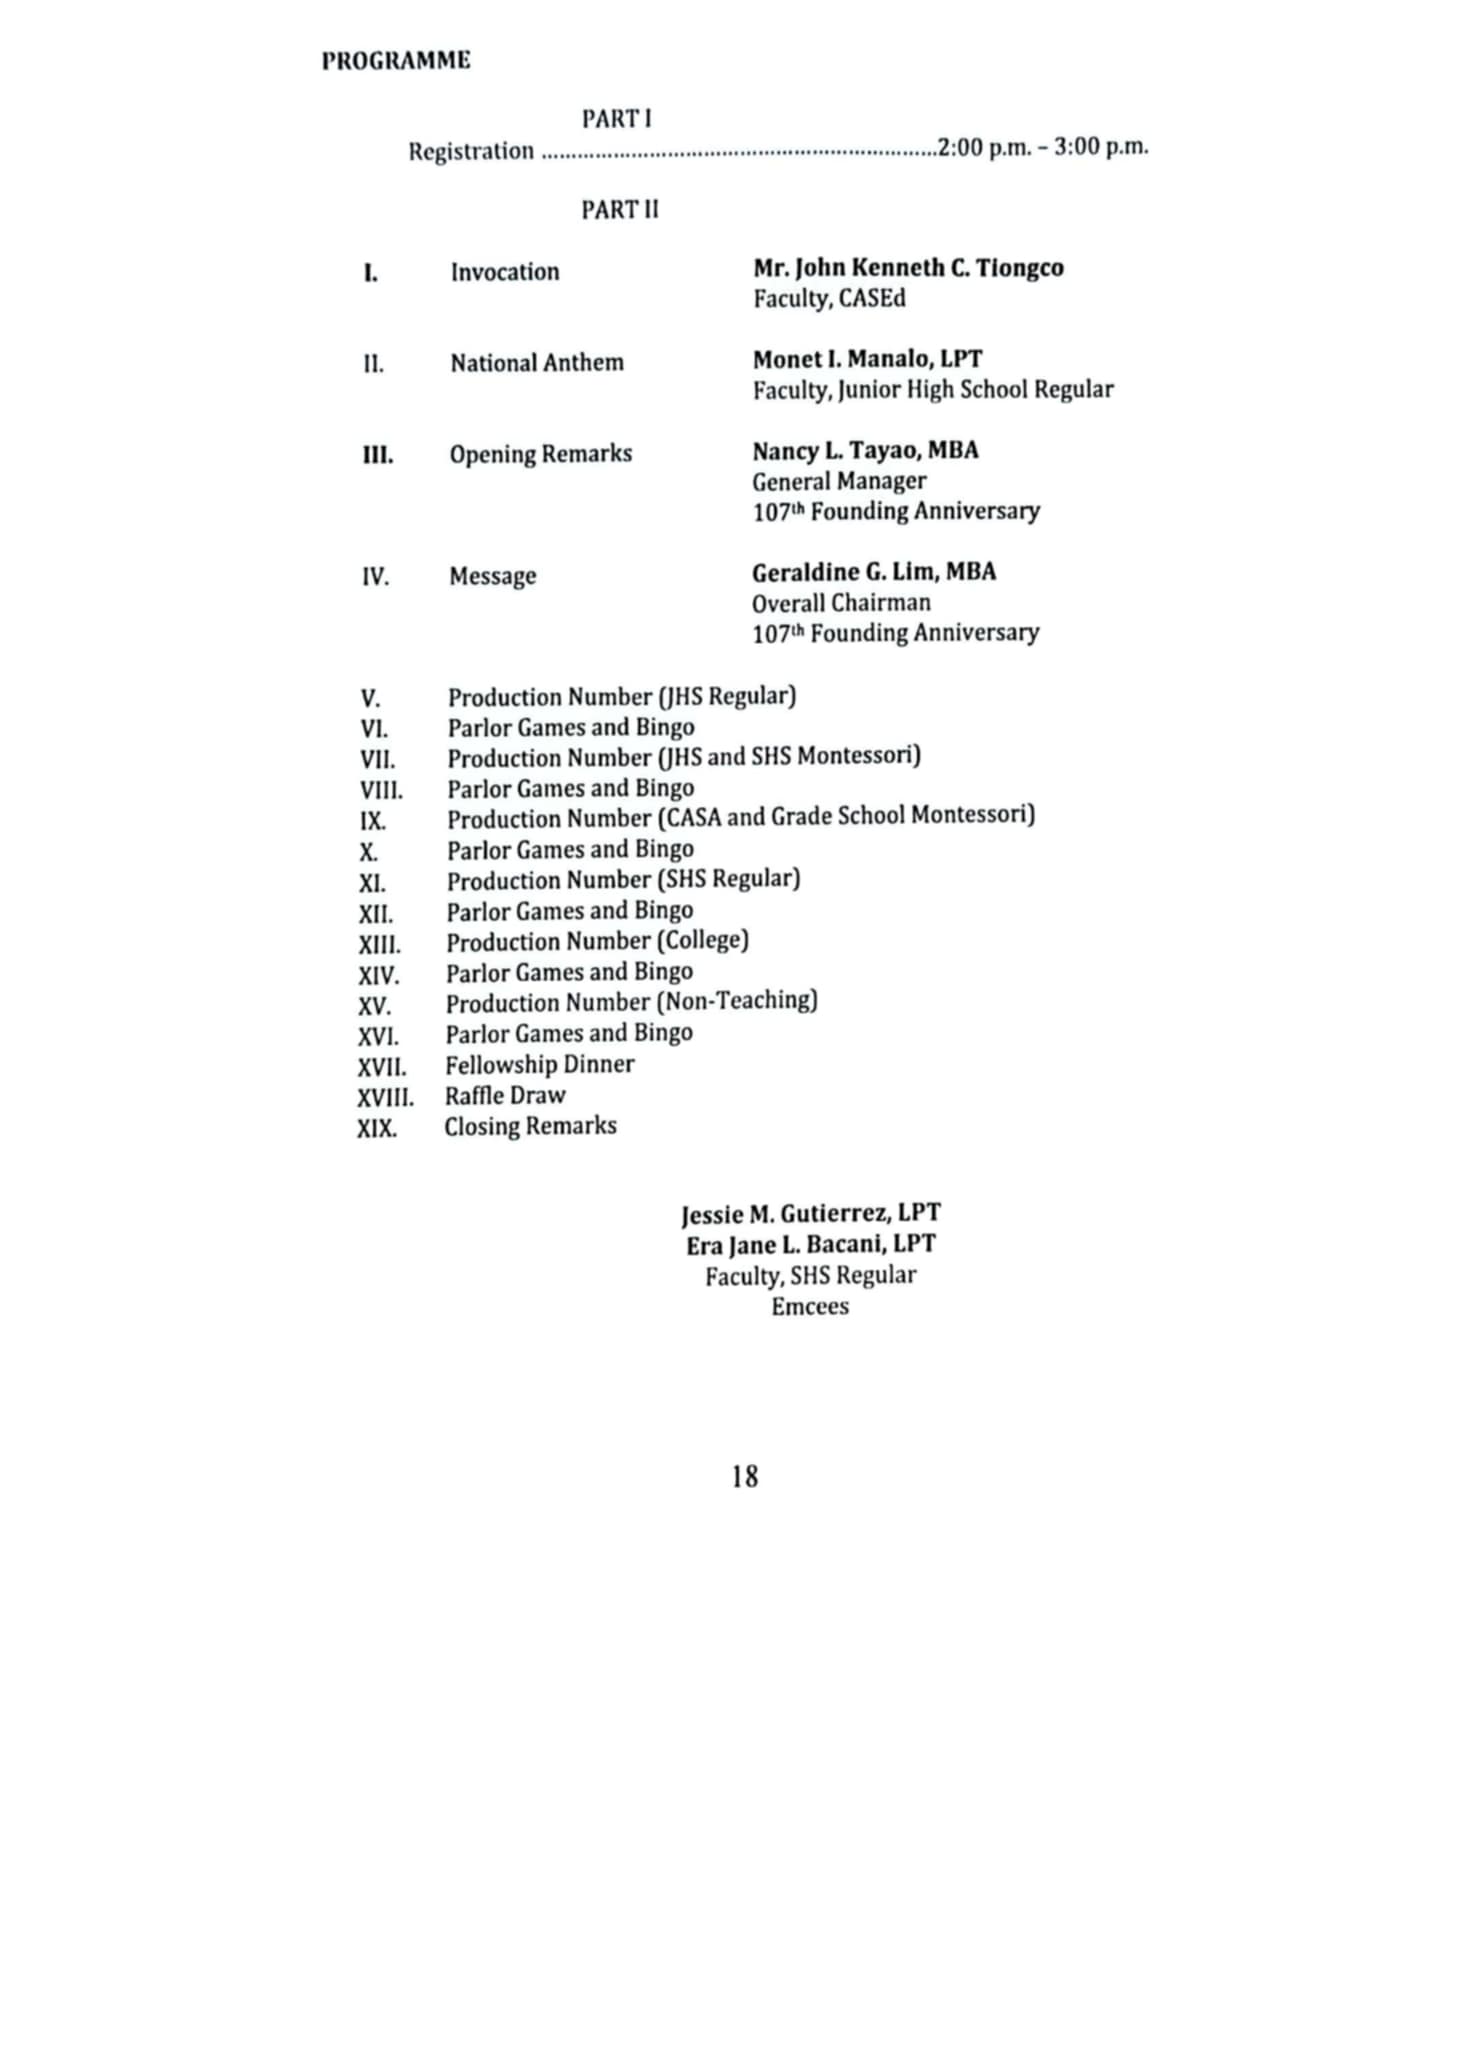 PROGRAMME
PART I
Registration ..................................................................2:00 p.m. – 3:00 p.m.
PART II
I. Invocation Mr. John Kenneth C. Tiongco
Faculty, CASEd
II. National Anthem Monet I. Manalo, LPT
Faculty, Junior High School Regular
III. Opening Remarks Nancy L. Tayao, MBA
General Manager
107th Founding Anniversary
IV. Message Geraldine G. Lim, MBA
Overall Chairman
107th Founding Anniversary
V. Production Number (JHS Regular)
VI. Parlor Games and Bingo
VII. Production Number (JHS and SHS Montessori)
VIII. Parlor Games and Bingo
IX. Production Number (CASA and Grade School Montessori)
X. Parlor Games and Bingo
XI. Production Number (SHS Regular)
XII. Parlor Games and Bingo
XIII. Production Number (College)
XIV. Parlor Games and Bingo
XV. Production Number (Non-Teaching)
XVI. Parlor Games and Bingo
XVII. Fellowship Dinner
XVIII. Raffle Draw
XIX. Closing Remarks
Jessie M. Gutierrez, LPT
Era Jane L. Bacani, LPT
Faculty, SHS Regular
Emcees
18